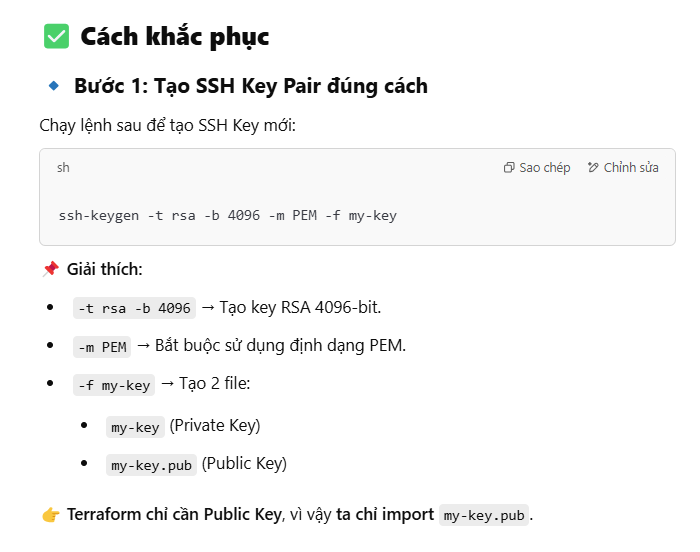 ✅ Cách khắc phục
🔹 Bước 1: Tạo SSH Key Pair đúng cách
Chạy lệnh sau để tạo SSH Key mới:
sh Sao chép Chỉnh sửa
ssh-keygen -t rsa -b 4096 -m PEM -f my-key
📌 Giải thích:
• -t rsa -b 4096 → Tạo key RSA 4096-bit.
• -m PEM → Bắt buộc sử dụng định dạng PEM.
• -f my-key → Tạo 2 file:
• my-key (Private Key)
• my-key.pub (Public Key)
👉 Terraform chỉ cần Public Key, vì vậy ta chỉ import my-key.pub.